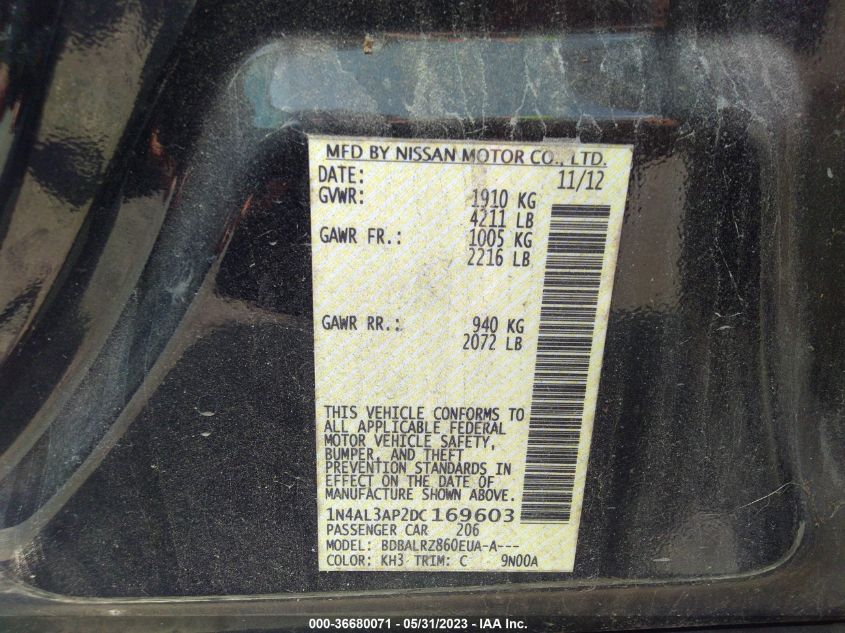 MFD BY NISSAN MOTOR CO., LTD.
DATE: 11/12
GVWR: 1910 KG
4211 LB
GAWR FR.: 1005 KG
2216 LB
GAWR RR.: 940 KG
2072 LB
THIS VEHICLE CONFORMS TO
ALL APPLICABLE FEDERAL
MOTOR VEHICLE SAFETY,
BUMPER, AND THEFT
PREVENTION STANDARDS IN
EFFECT ON THE DATE OF
MANUFACTURE SHOWN ABOVE.
1N4AL3AP2DC 169603
PASSENGER CAR 206
MODEL: BDBALRZ860EUA-A---
COLOR: KH3 TRIM: C 9N00A
000-36680071 - 05/31/2023 - IAA Inc.